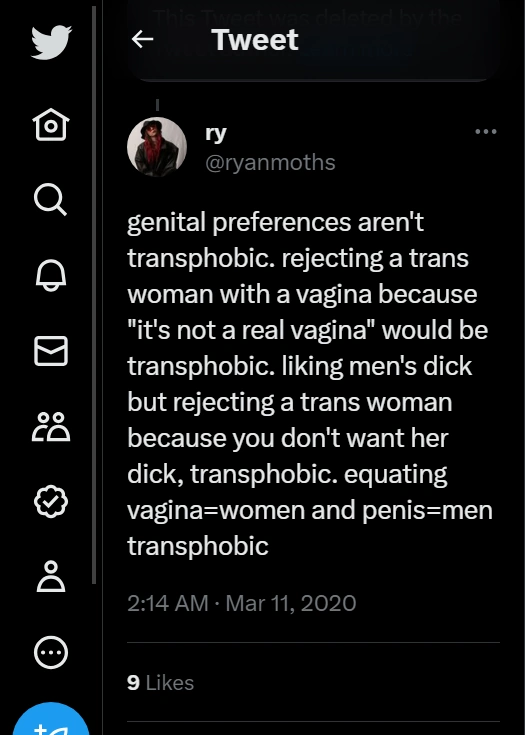 This Tweet was deleted by the
Tweet
ry
@ryanmoths
genital preferences aren't
transphobic. rejecting a trans
woman with a vagina because
"it's not a real vagina" would be
transphobic. liking men's dick
but rejecting a trans woman
because you don't want her
dick, transphobic. equating
vagina=women and penis=men
transphobic
2:14 AM · Mar 11, 2020
9 Likes